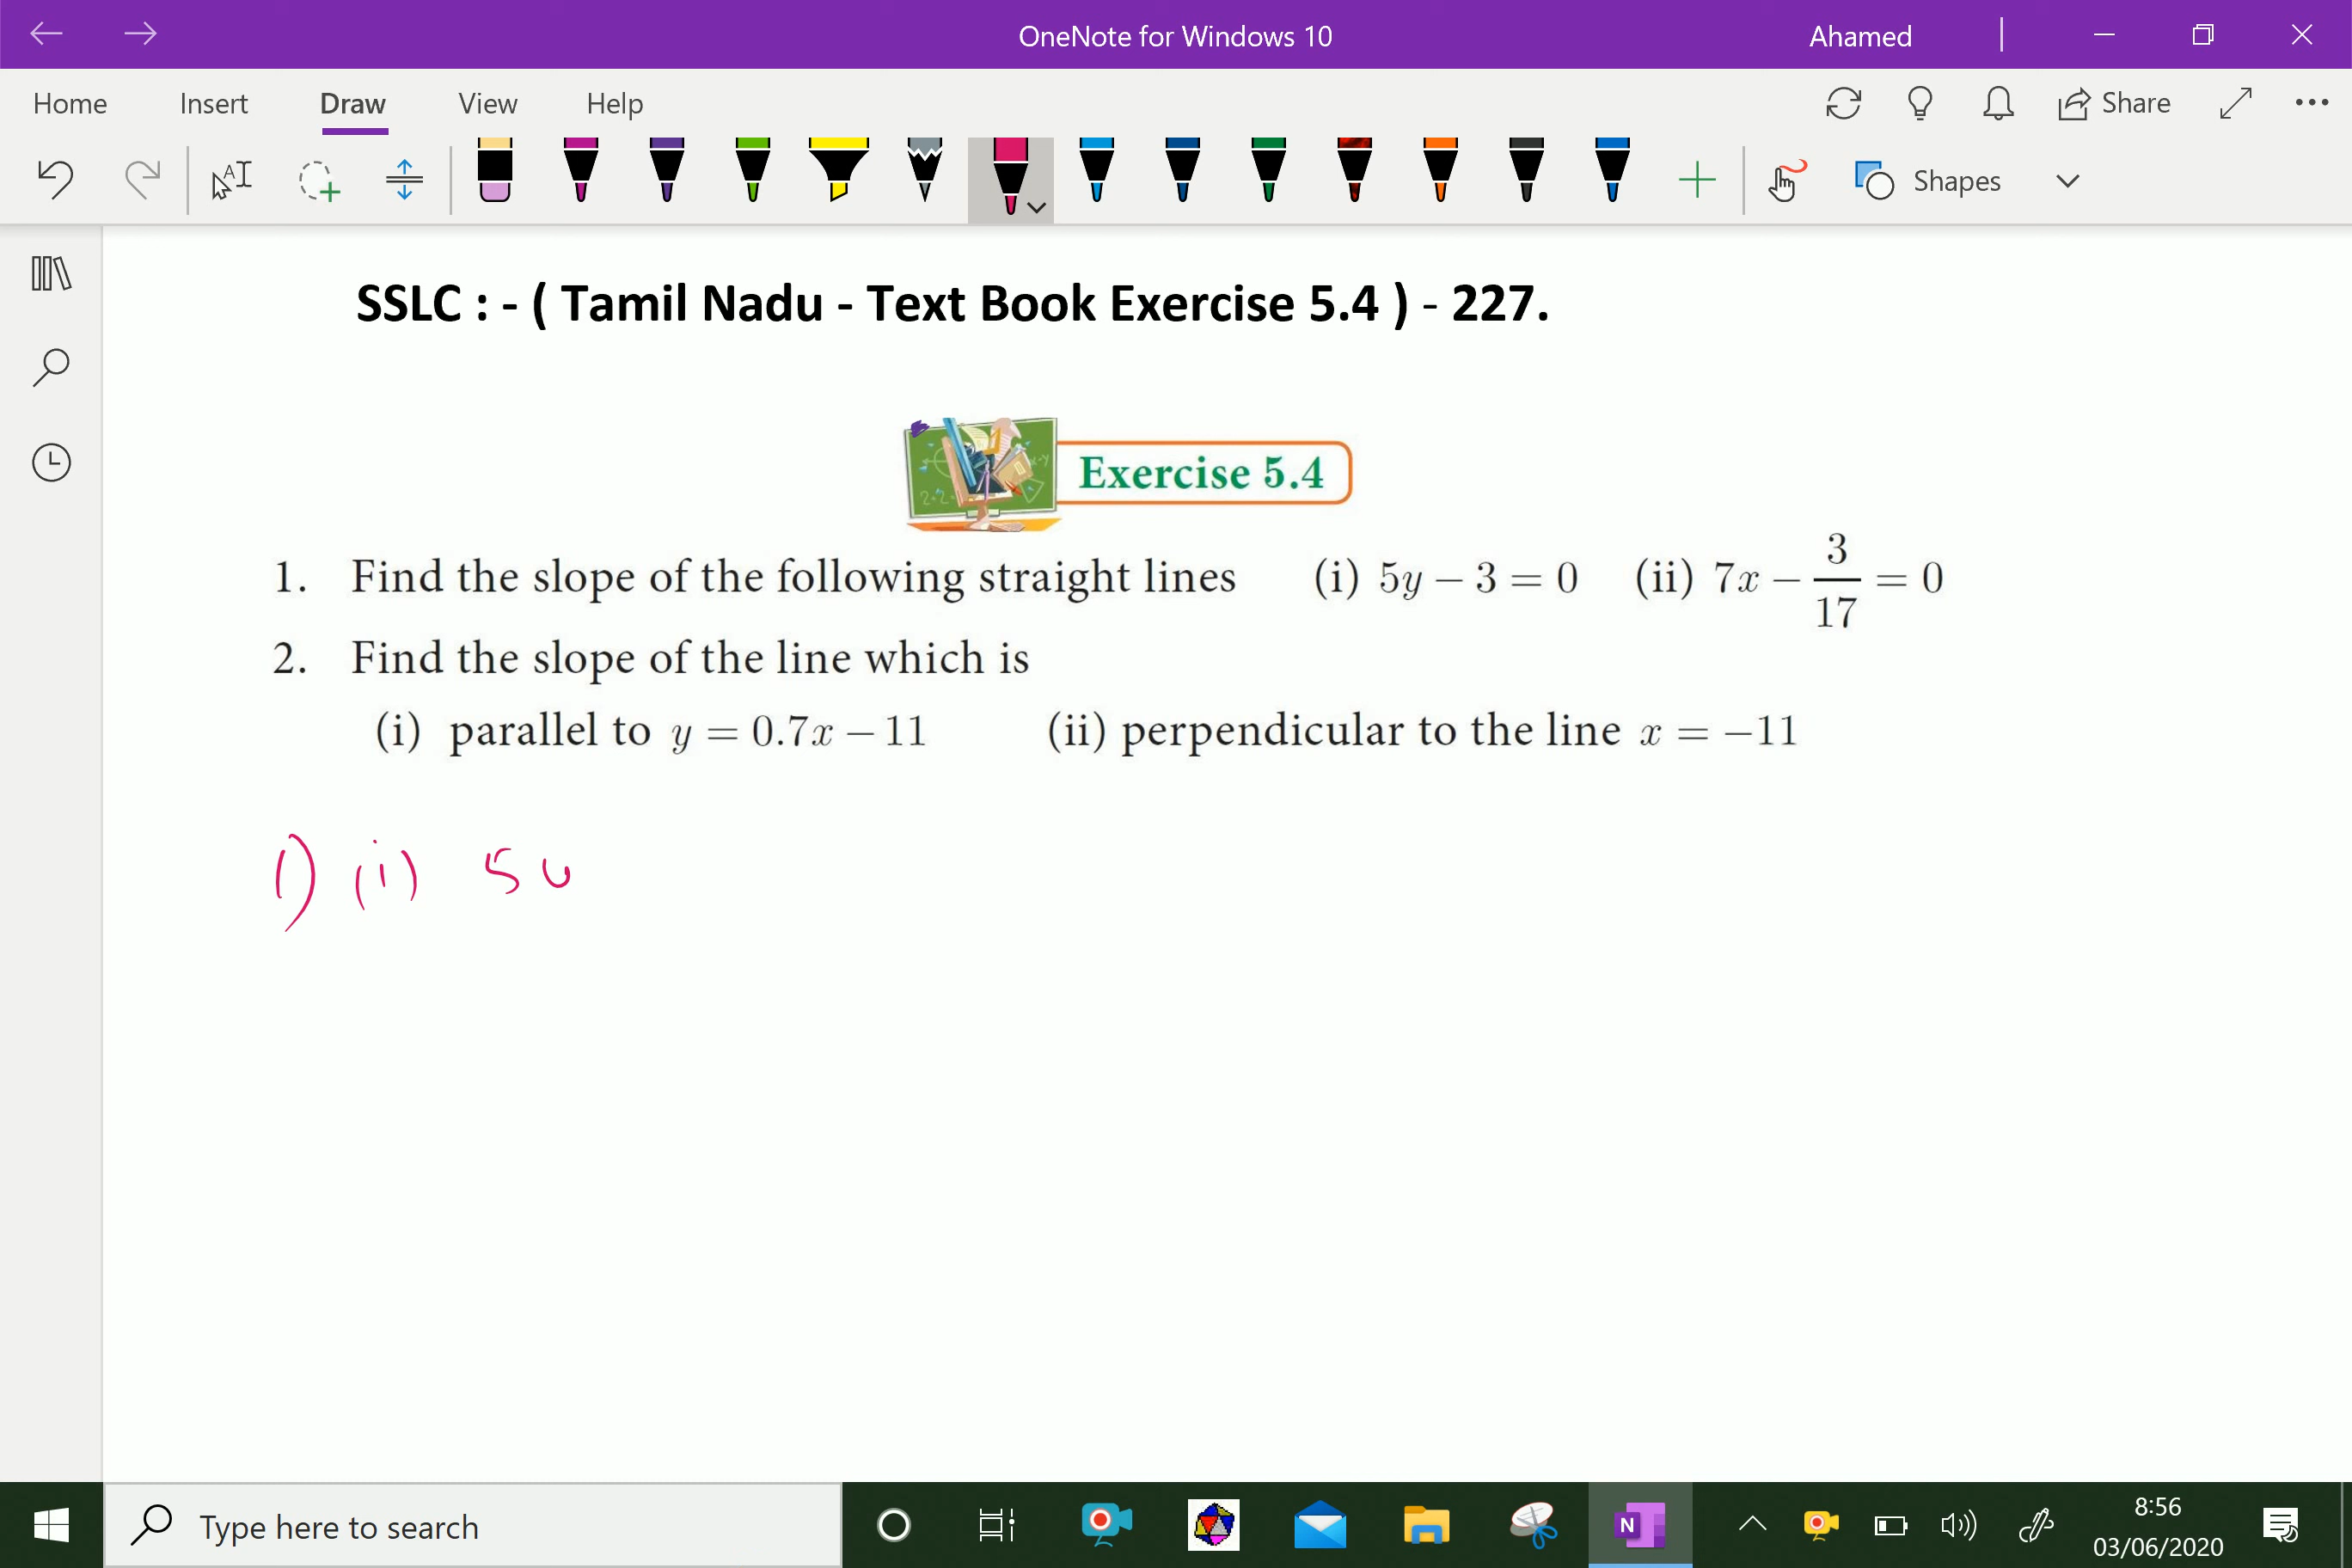 OneNote for Windows 10 Ahamed
Home Insert Draw View Help Share
Shapes
SSLC : - ( Tamil Nadu - Text Book Exercise 5.4 ) - 227.
Exercise 5.4
1. Find the slope of the following straight lines (i) 5y − 3 = 0 (ii) 7x − 3/17 = 0
2. Find the slope of the line which is
(i) parallel to y = 0.7x − 11 (ii) perpendicular to the line x = −11
1) (i) 5
Type here to search
8:56
03/06/2020